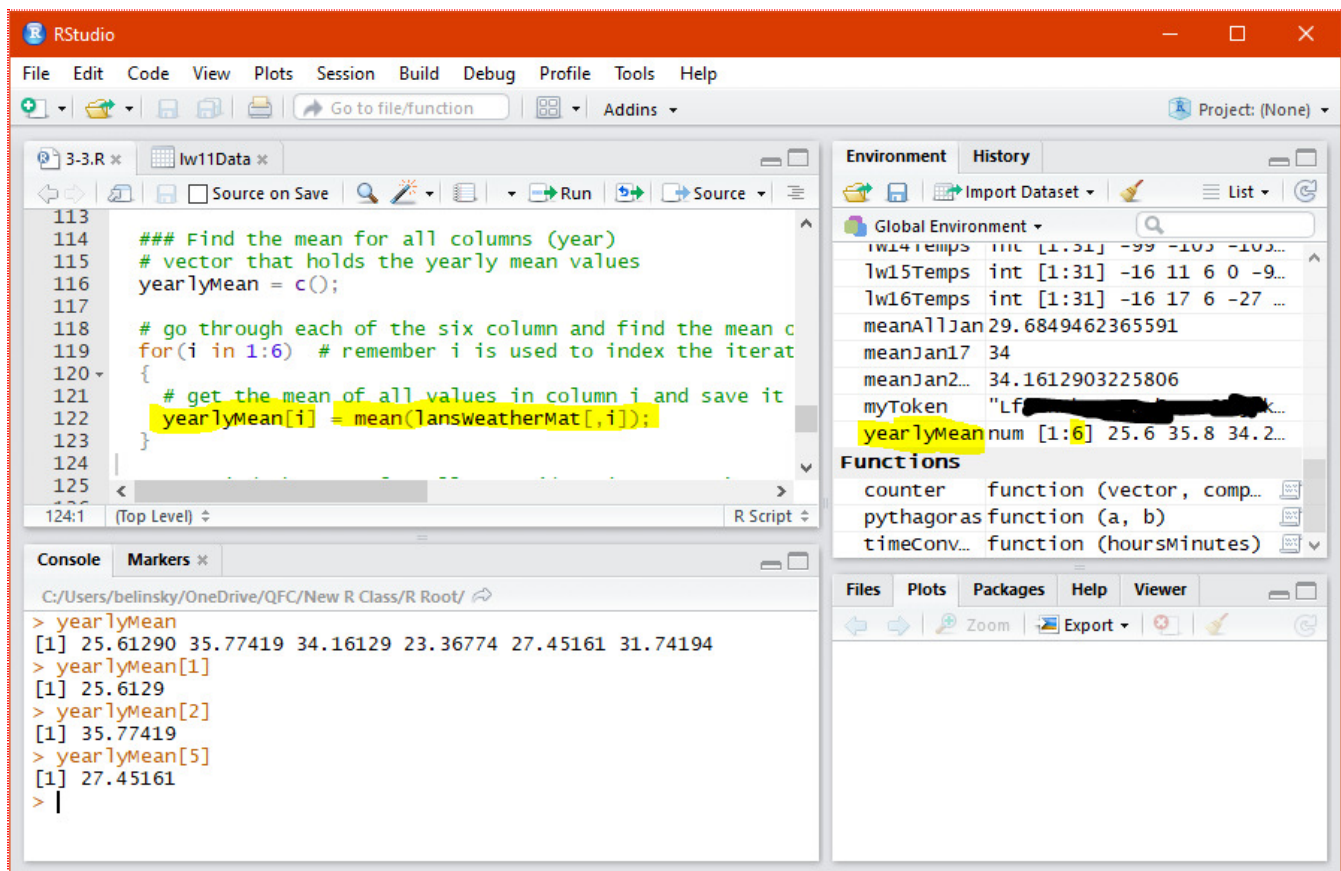 RStudio
File Edit Code View Plots Session Build Debug Profile Tools Help
Go to file/function Addins Project: (None)
3-3.R lw11Data
Source on Save Run Source
113
114 ### Find the mean for all columns (year)
115 # vector that holds the yearly mean values
116 yearlyMean = c();
117
118 # go through each of the six column and find the mean
119 for(i in 1:6) # remember i is used to index the iterat
120 {
121 # get the mean of all values in column i and save it
122 yearlyMean[i] = mean(lansWeatherMat[,i]);
123 }
124
125
124:1 (Top Level) R Script
Console Markers
C:/Users/belinsky/OneDrive/QFC/New R Class/R Root/
> yearlyMean
[1] 25.61290 35.77419 34.16129 23.36774 27.45161 31.74194
> yearlyMean[1]
[1] 25.6129
> yearlyMean[2]
[1] 35.77419
> yearlyMean[5]
[1] 27.45161
>
Environment History
Import Dataset List
Global Environment
lw14Temps int [1:31] -99 -105 -105...
lw15Temps int [1:31] -16 11 6 0 -9...
lw16Temps int [1:31] -16 17 6 -27 ...
meanAllJan 29.6849462365591
meanJan17 34
meanJan2... 34.1612903225806
myToken "Lf
yearlyMean num [1:6] 25.6 35.8 34.2...
Functions
counter function (vector, comp...
pythagoras function (a, b)
timeConv... function (hoursMinutes)
Files Plots Packages Help Viewer
Zoom Export